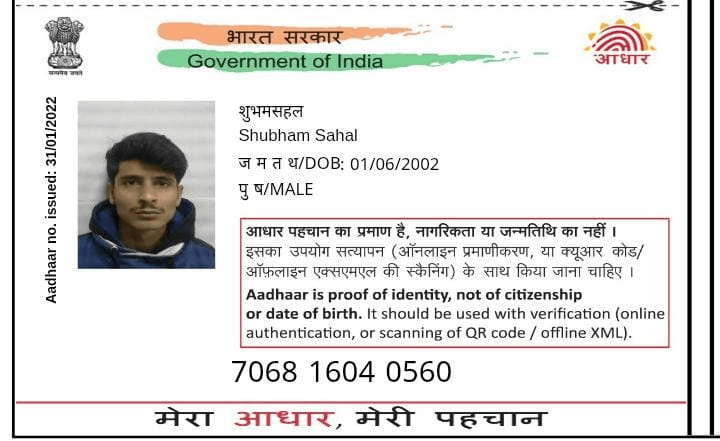 भारत सरकार
Government of India
सत्यमेव जयते
आधार
Aadhaar no. issued: 31/01/2022
शुभमसहल
Shubham Sahal
ज म त थ/DOB: 01/06/2002
पु ष/MALE
आधार पहचान का प्रमाण है, नागरिकता या जन्मतिथि का नहीं ।
इसका उपयोग सत्यापन (ऑनलाइन प्रमाणीकरण, या क्यूआर कोड/
ऑफ़लाइन एक्सएमएल की स्कैनिंग) के साथ किया जाना चाहिए ।
Aadhaar is proof of identity, not of citizenship
or date of birth. It should be used with verification (online
authentication, or scanning of QR code / offline XML).
7068 1604 0560
मेरा आधार, मेरी पहचान